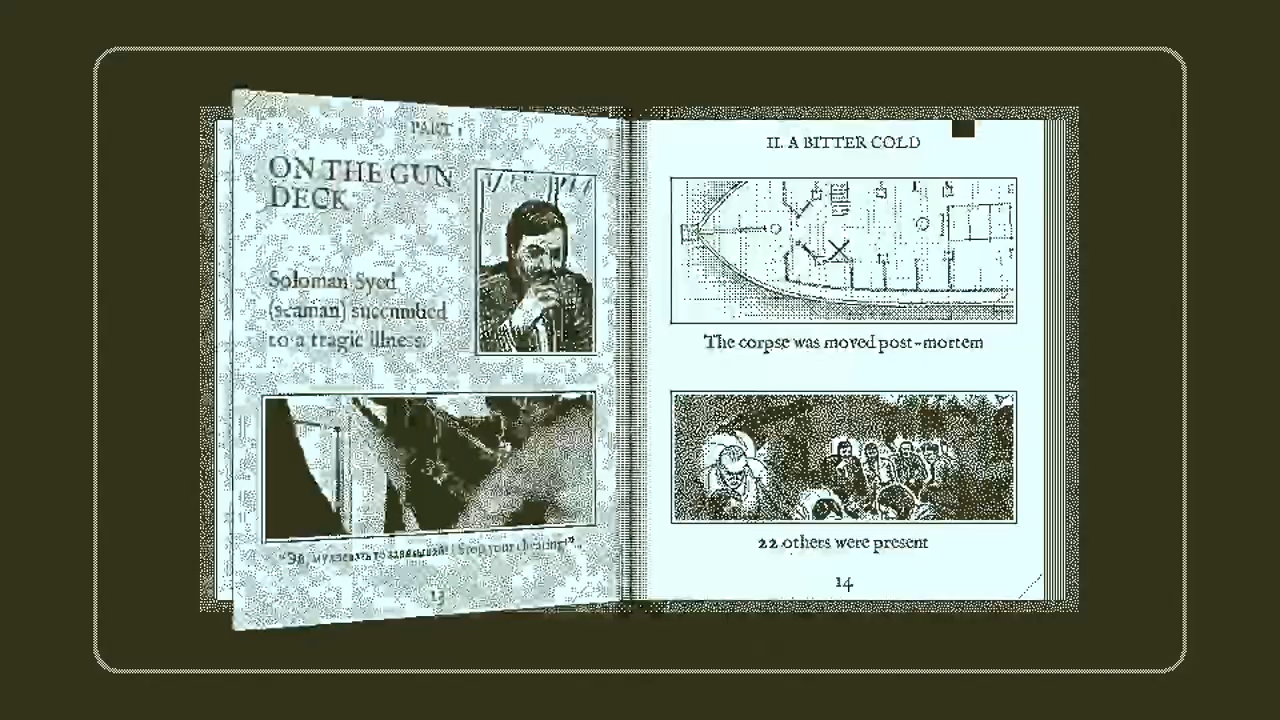 PART 1
ON THE GUN
DECK
Soloman Syed
(seaman) succumbed
to a tragic illness.
Stop your cheating!"...
13
II. A BITTER COLD
The corpse was moved post-mortem
22 others were present
14